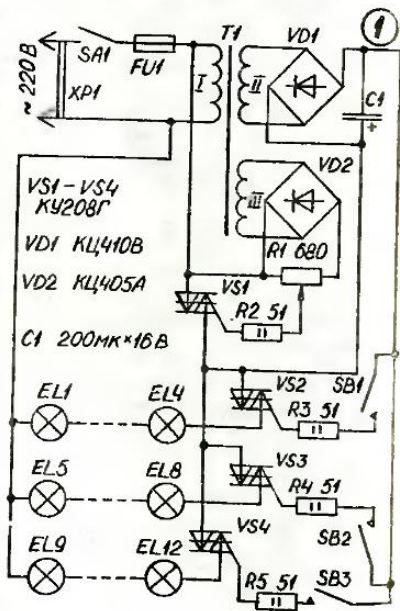 1
T1
VD1
SA1
FU1
I
II
C1
+
~ 220В
XP1
VD2
III
VS1-VS4
КУ208Г
R1 680
VD1 КЦ410В
VS1
VD2 КЦ405А
R2 51
C1 200МК×16В
VS2
SB1
EL1
EL4
R3 51
EL5
EL8
VS3
R4 51
VS4
SB2
EL9
EL12
R5 51
SB3